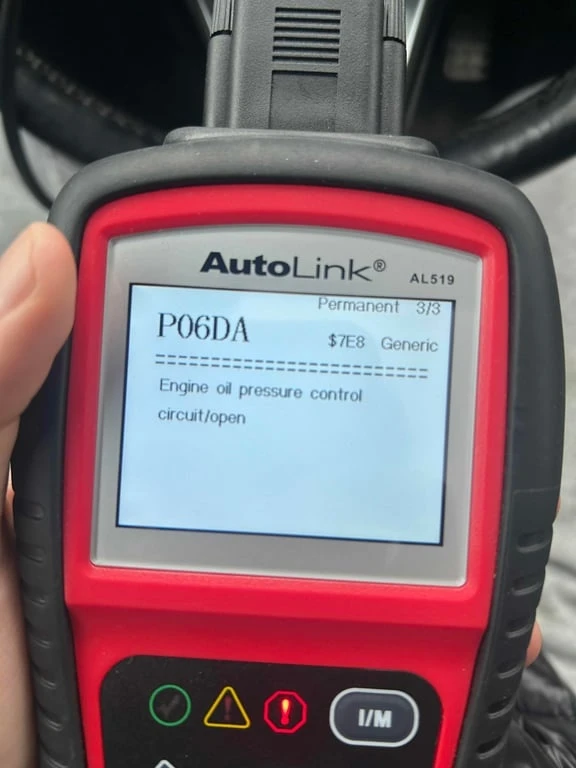 AutoLink® AL519
Permanent 3/3
P06DA
$7E8 Generic
=========================
Engine oil pressure control
circuit/open
I/M